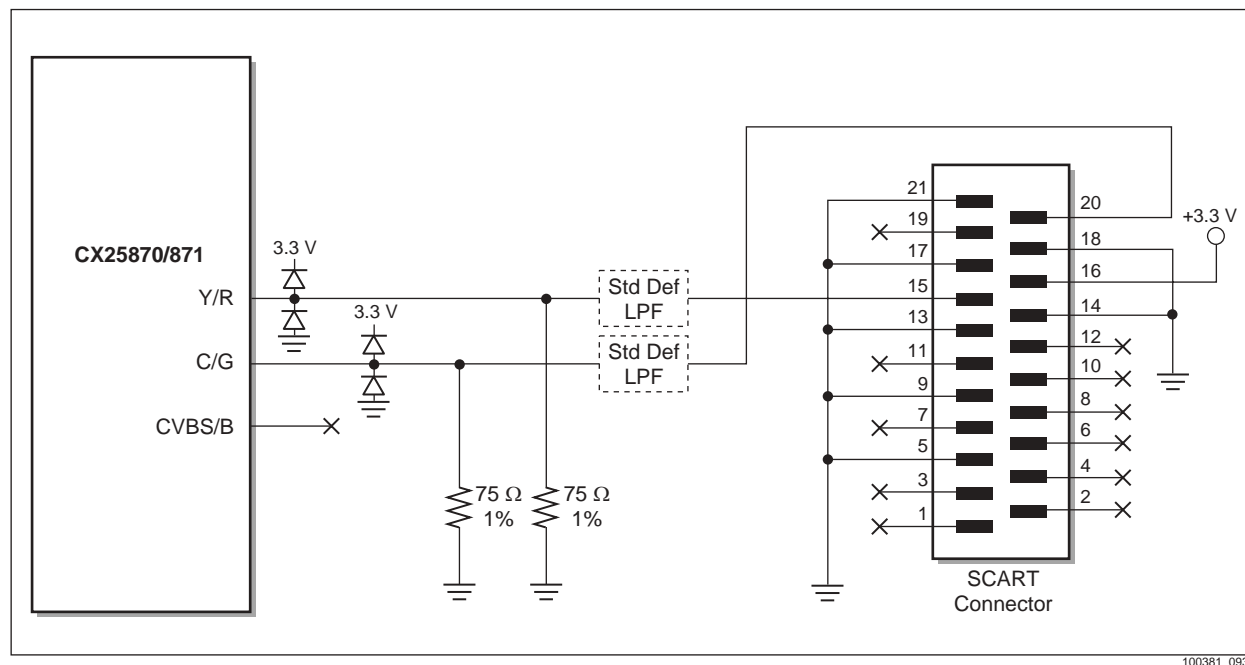 CX25870/871
Y/R
C/G
CVBS/B
3.3 V
3.3 V
Std Def
LPF
Std Def
LPF
75 Ω
1%
75 Ω
1%
21
19
17
15
13
11
9
7
5
3
1
20
18
16
14
12
10
8
6
4
2
+3.3 V
SCART
Connector